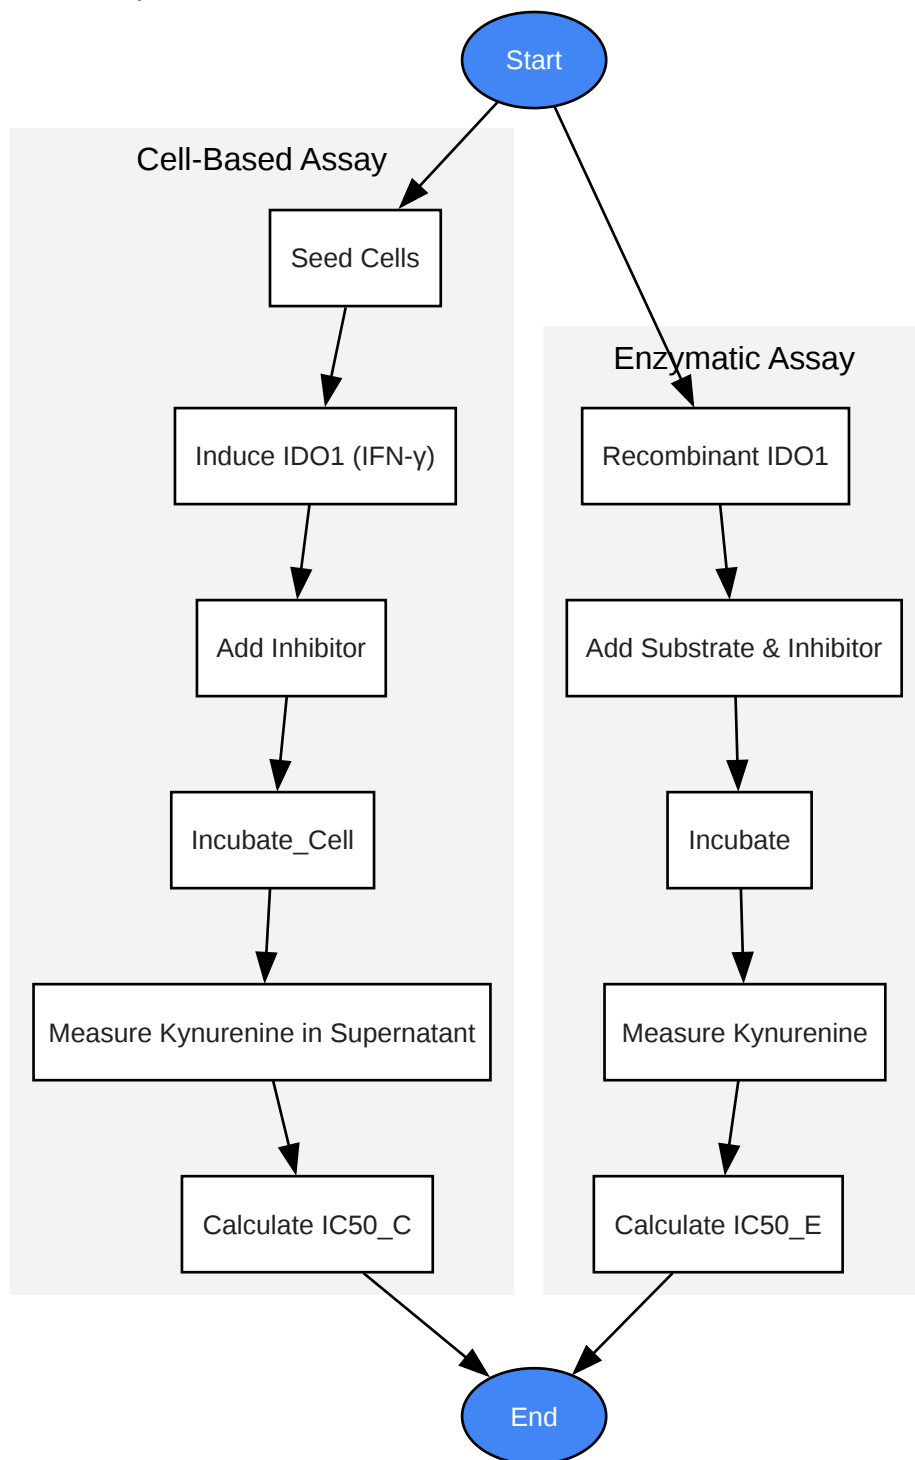 Start
Cell-Based Assay
Seed Cells
Enzymatic Assay
Induce IDO1 (IFN-γ)
Recombinant IDO1
Add Inhibitor
Add Substrate & Inhibitor
Incubate_Cell
Incubate
Measure Kynurenine in Supernatant
Measure Kynurenine
Calculate IC50_C
Calculate IC50_E
End